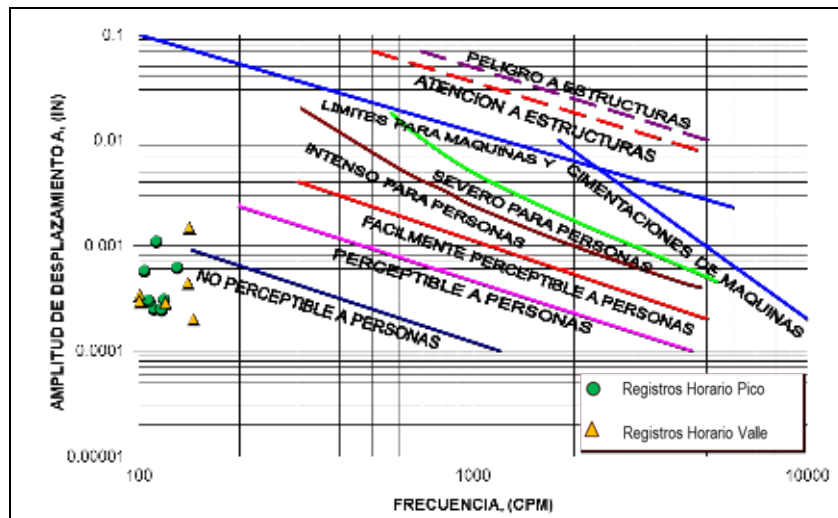 0.1
0.01
0.001
0.0001
0.00001
AMPLITUD DE DESPLAZAMIENTO A, (IN)
PELIGRO A ESTRUCTURAS
ATENCION A ESTRUCTURAS
LIMITES PARA MAQUINAS Y CIMENTACIONES DE MAQUINAS
SEVERO PARA PERSONAS
INTENSO PARA PERSONAS
FACILMENTE PERCEPTIBLE A PERSONAS
PERCEPTIBLE A PERSONAS
NO PERCEPTIBLE A PERSONAS
Registros Horario Pico
Registros Horario Valle
100
1000
10000
FRECUENCIA, (CPM)